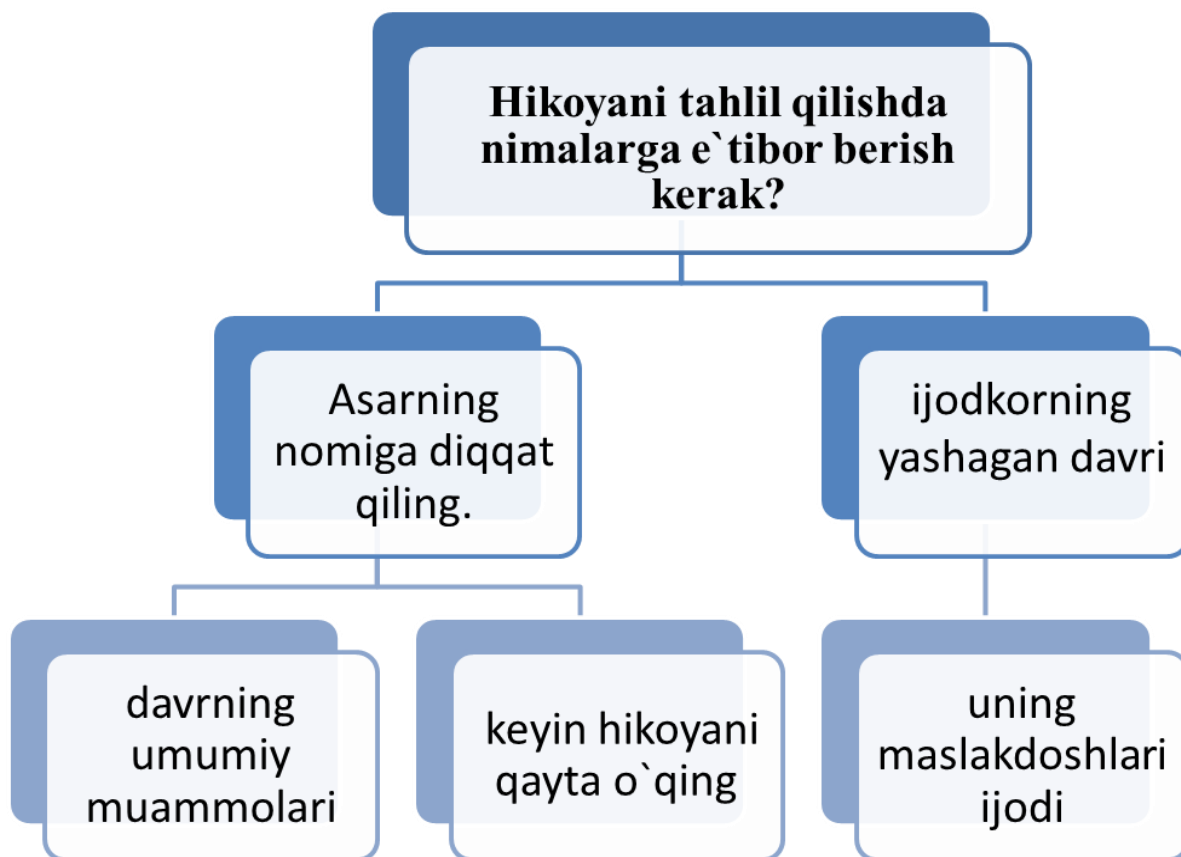 Hikoyani tahlil qilishda
nimalarga e`tibor berish
kerak?
Asarning
nomiga diqqat
qiling.
ijodkorning
yashagan davri
davrning
umumiy
muammolari
keyin hikoyani
qayta o`qing
uning
maslakdoshlari
ijodi